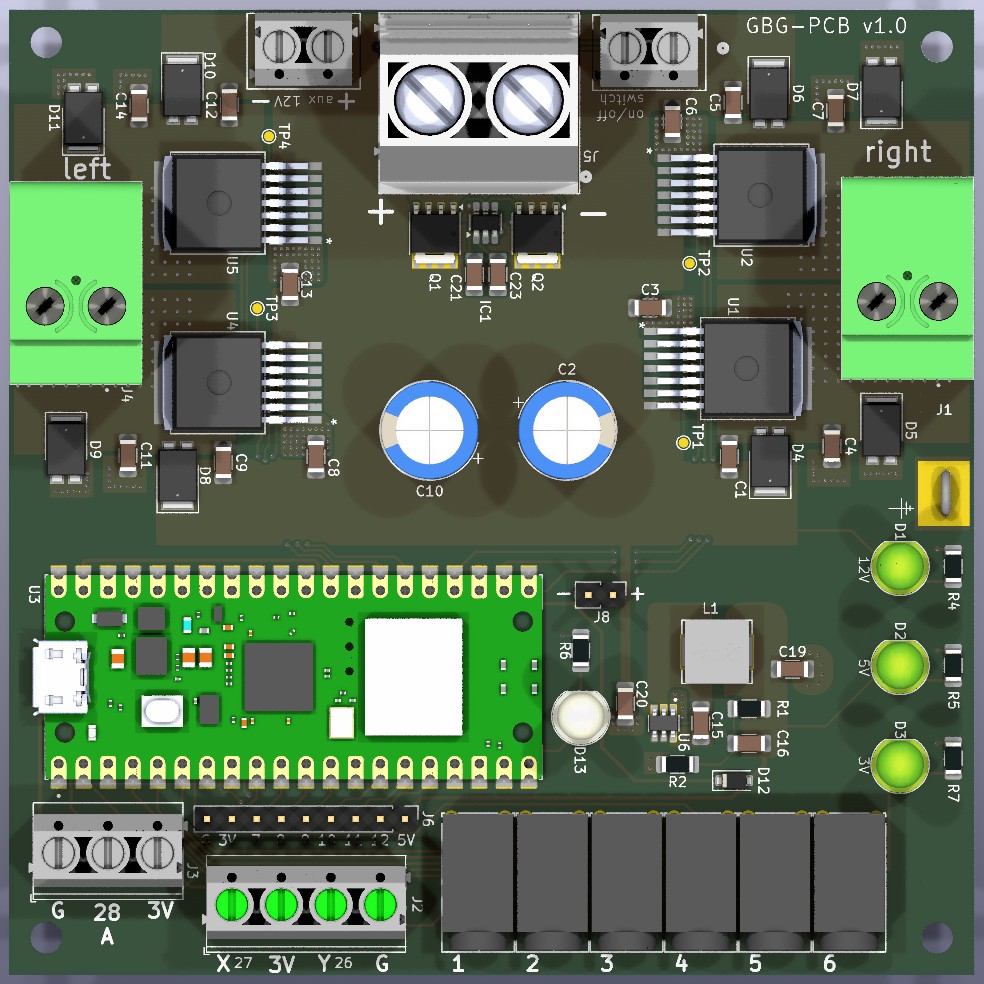 GBG-PCB v1.0
D10
aux 12V
on/off
switch
D11
C14
C12
TP4
C6
C5
D6
C7
D7
left
J5
right
+
−
U5
U2
TP2
C13
Q1
C21
IC1
C23
Q2
C3
TP3
U4
U1
J4
C2
J1
TP1
D9
C11
D8
C9
C8
C10
C1
D4
C4
D5
D1
12V
R4
U3
J8
L1
R6
C19
D2
5V
R5
C20
D13
U6
C15
R1
C16
R2
D12
D3
3V
R7
J6
3V
5V
J3
G 28 3V
A
J2
X 27 3V Y 26 G
1 2 3 4 5 6